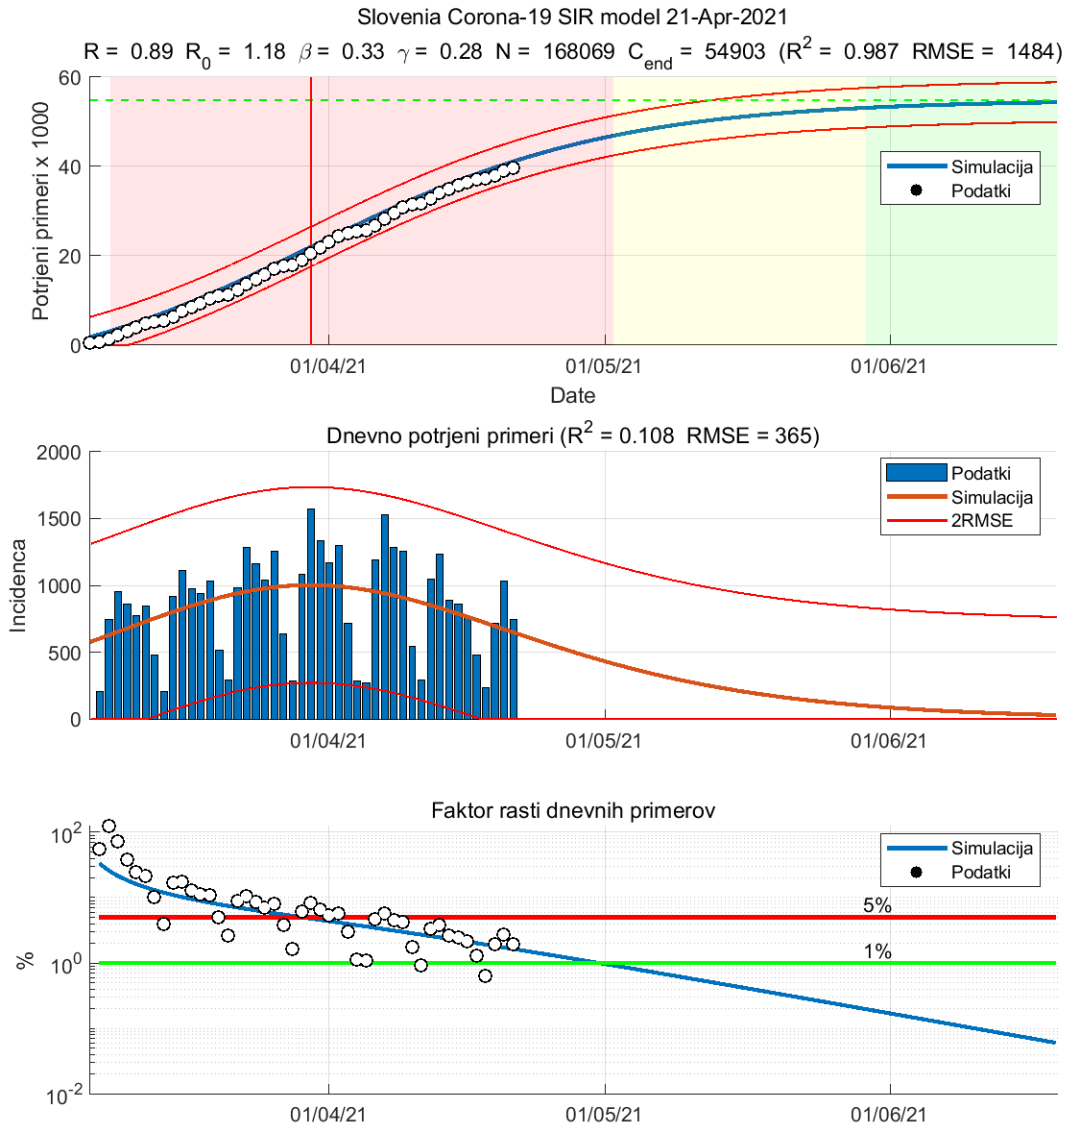 Slovenia Corona-19 SIR model 21-Apr-2021
R = 0.89 R0 = 1.18 β = 0.33 γ = 0.28 N = 168069 Cend = 54903 (R2 = 0.987 RMSE = 1484)
Potrjeni primeri x 1000
60
40
20
0
Simulacija
Podatki
01/04/21 01/05/21 01/06/21
Date
Dnevno potrjeni primeri (R2 = 0.108 RMSE = 365)
Incidenca
2000
1500
1000
500
0
Podatki
Simulacija
2RMSE
01/04/21 01/05/21 01/06/21
Faktor rasti dnevnih primerov
%
10^2
10^0
10^-2
Simulacija
Podatki
5%
1%
01/04/21 01/05/21 01/06/21